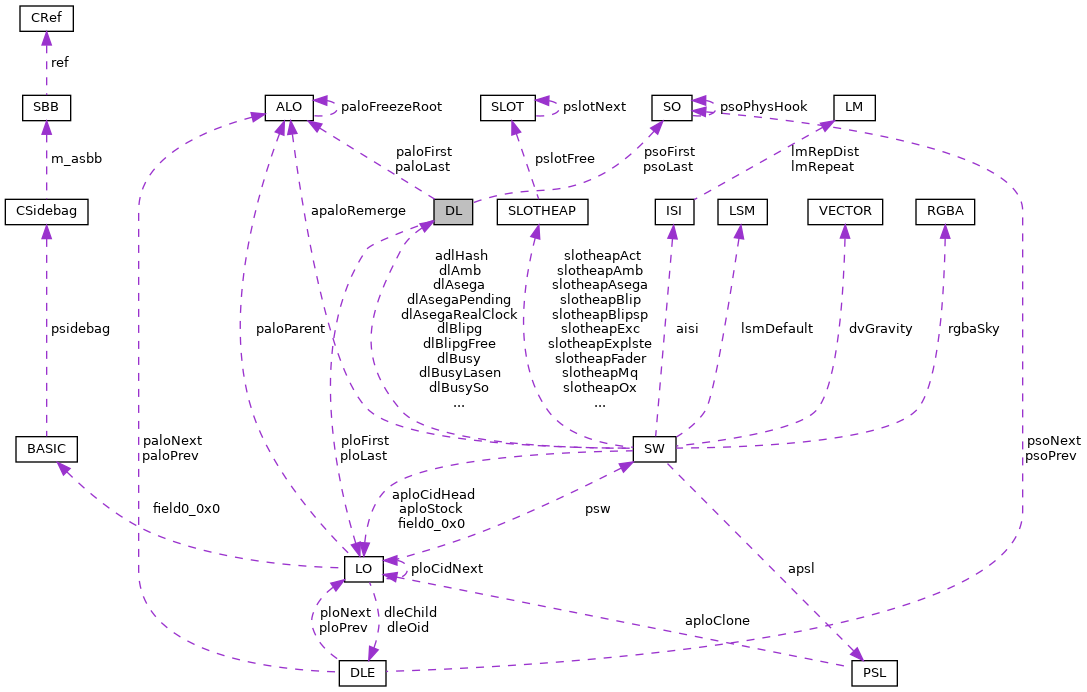 CRef
ref
SBB
ALO
paloFreezeRoot
SLOT
pslotNext
SO
psoPhysHook
LM
m_asbb
paloFirst
paloLast
pslotFree
psoFirst
psoLast
lmRepDist
lmRepeat
CSidebag
apaloRemerge
DL
SLOTHEAP
ISI
LSM
VECTOR
RGBA
psidebag
paloParent
adlHash
dlAmb
dlAsega
dlAsegaPending
dlAsegaRealClock
dlBlipg
dlBlipgFree
dlBusy
dlBusyLasen
dlBusySo
...
slotheapAct
slotheapAmb
slotheapAsega
slotheapBlip
slotheapBlipsp
slotheapExc
slotheapExplste
slotheapFader
slotheapMq
slotheapOx
...
aisi
lsmDefault
dvGravity
rgbaSky
BASIC
paloNext
paloPrev
ploFirst
ploLast
SW
psoNext
psoPrev
field0_0x0
aploCidHead
aploStock
field0_0x0
psw
LO
ploCidNext
apsl
ploNext
ploPrev
dleChild
dleOid
aploClone
DLE
PSL